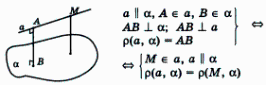 a
A
M
α
B
a ∥ α, A ∈ a, B ∈ α
AB ⊥ α; AB ⊥ a
ρ(a, α) = AB
⇔
⇔ { M ∈ a, a ∥ α
ρ(a, α) = ρ(M, α)